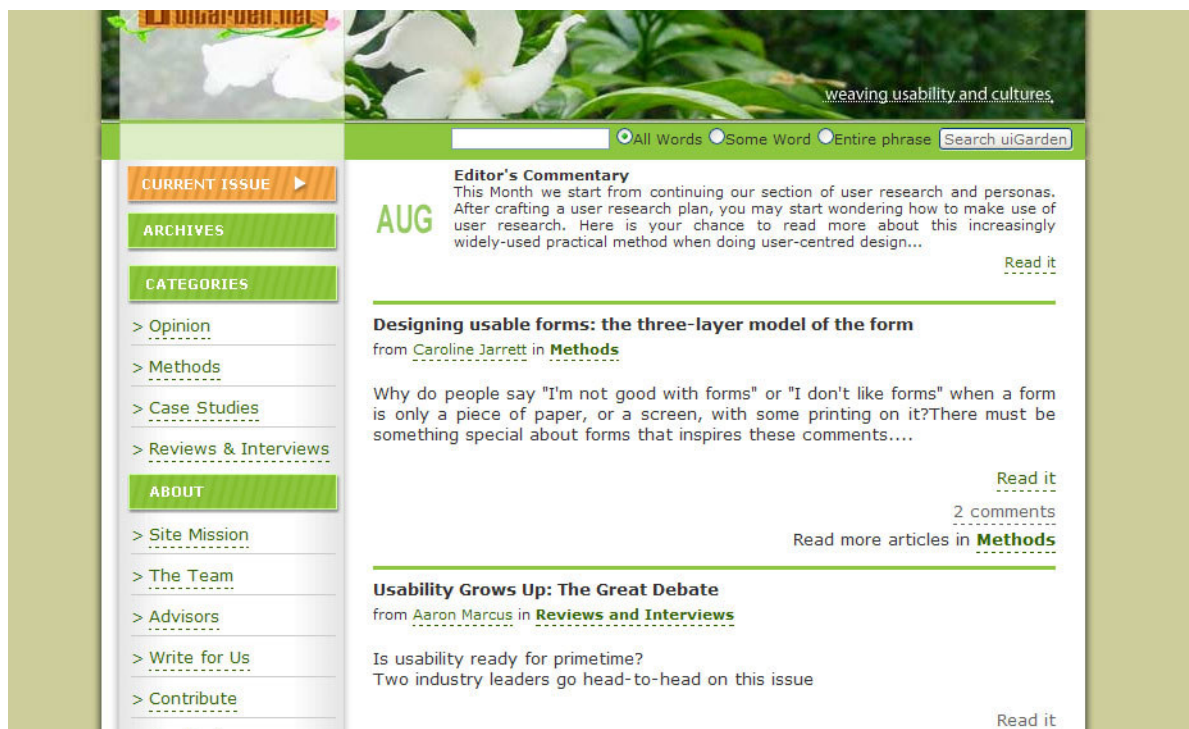 uiGarden.net
weaving usability and cultures
All Words Some Word Entire phrase Search uiGarden
CURRENT ISSUE
ARCHIVES
CATEGORIES
> Opinion
> Methods
> Case Studies
> Reviews & Interviews
ABOUT
> Site Mission
> The Team
> Advisors
> Write for Us
> Contribute
AUG
Editor's Commentary
This Month we start from continuing our section of user research and personas.
After crafting a user research plan, you may start wondering how to make use of
user research. Here is your chance to read more about this increasingly
widely-used practical method when doing user-centred design...
Read it
Designing usable forms: the three-layer model of the form
from Caroline Jarrett in Methods
Why do people say "I'm not good with forms" or "I don't like forms" when a form
is only a piece of paper, or a screen, with some printing on it?There must be
something special about forms that inspires these comments....
Read it
2 comments
Read more articles in Methods
Usability Grows Up: The Great Debate
from Aaron Marcus in Reviews and Interviews
Is usability ready for primetime?
Two industry leaders go head-to-head on this issue
Read it